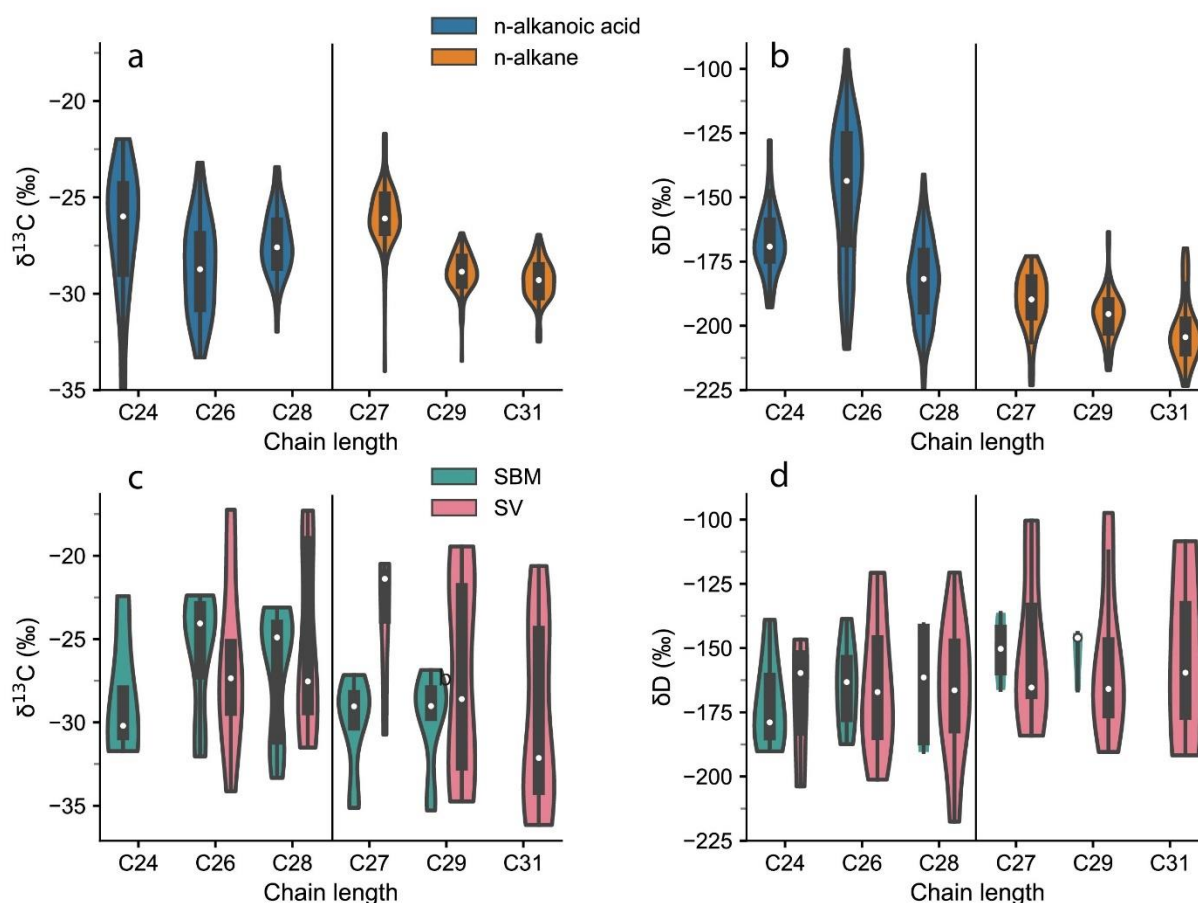 n-alkanoic acid
n-alkane
a
b
−20
−25
−30
−35
δ¹³C (‰)
C24 C26 C28 C27 C29 C31
Chain length
−100
−125
−150
−175
−200
−225
δD (‰)
C24 C26 C28 C27 C29 C31
Chain length
SBM
SV
c
d
−20
−25
−30
−35
δ¹³C (‰)
b
C24 C26 C28 C27 C29 C31
Chain length
−100
−125
−150
−175
−200
−225
δD (‰)
C24 C26 C28 C27 C29 C31
Chain length